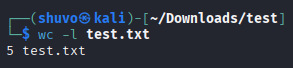 ┌──(shuvo㉿kali)-[~/Downloads/test]
└─$ wc -l test.txt
5 test.txt